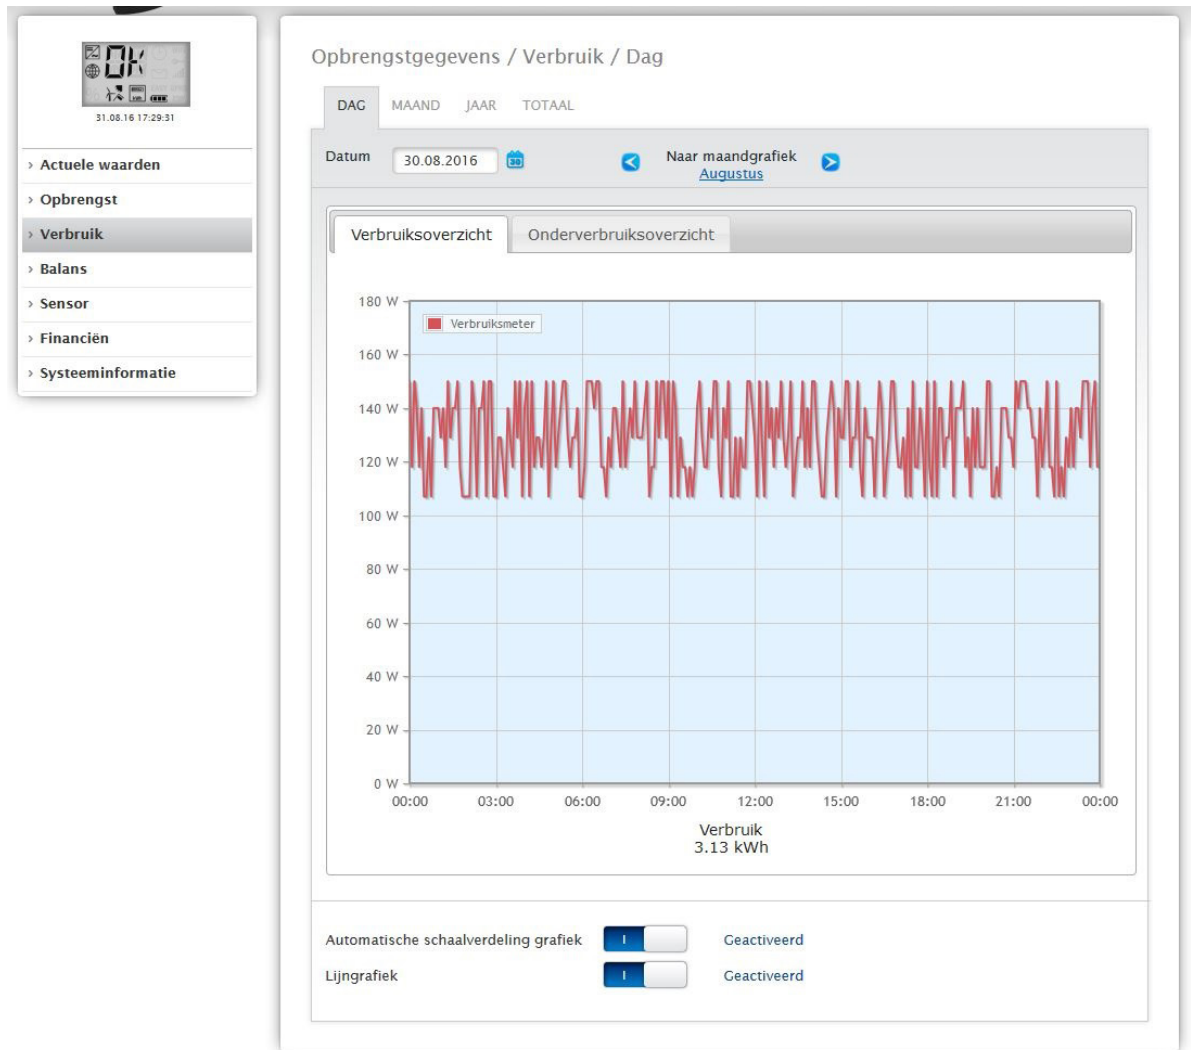 OK
31.08.16 17:29:31
› Actuele waarden
› Opbrengst
› Verbruik
› Balans
› Sensor
› Financiën
› Systeeminformatie
Opbrengstgegevens / Verbruik / Dag
DAG MAAND JAAR TOTAAL
Datum 30.08.2016 30 Naar maandgrafiek
Augustus
Verbruiksoverzicht Onderverbruiksoverzicht
180 W
Verbruiksmeter
160 W
140 W
120 W
100 W
80 W
60 W
40 W
20 W
0 W
00:00 03:00 06:00 09:00 12:00 15:00 18:00 21:00 00:00
Verbruik
3.13 kWh
Automatische schaalverdeling grafiek I Geactiveerd
Lijngrafiek I Geactiveerd